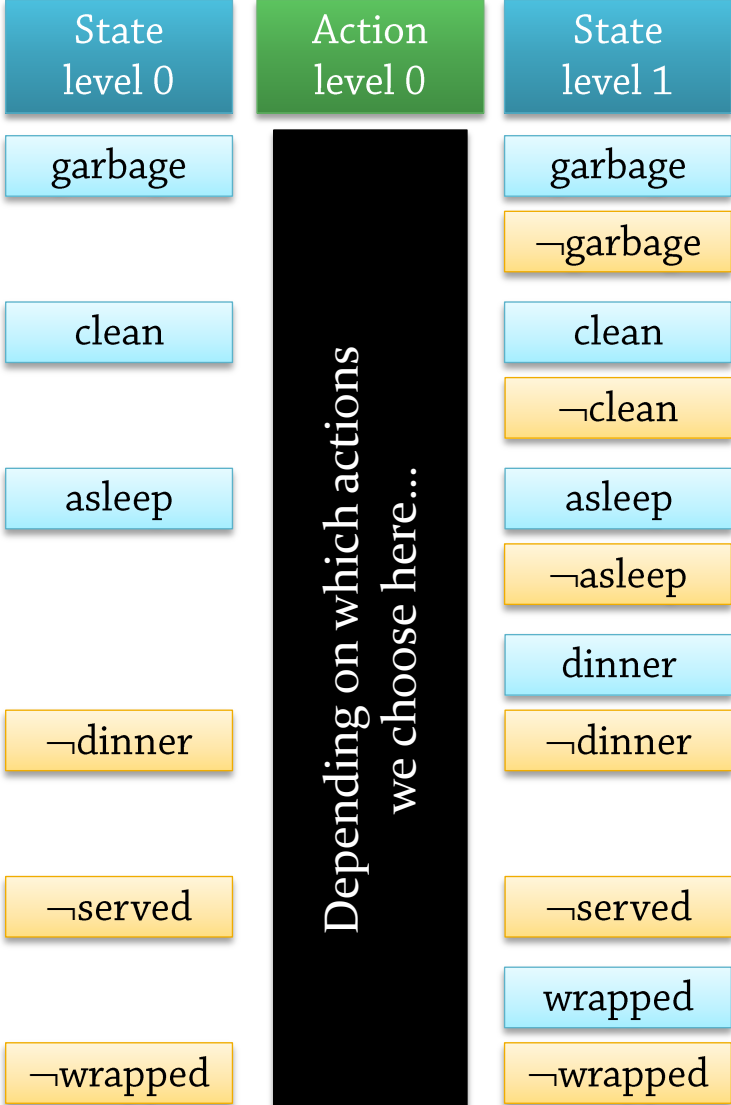 State
level 0
garbage
clean
asleep
¬dinner
¬served
¬wrapped
Action
level 0
Depending on which actions
we choose here...
State
level 1
garbage
¬garbage
clean
¬clean
asleep
¬asleep
dinner
¬dinner
¬served
wrapped
¬wrapped